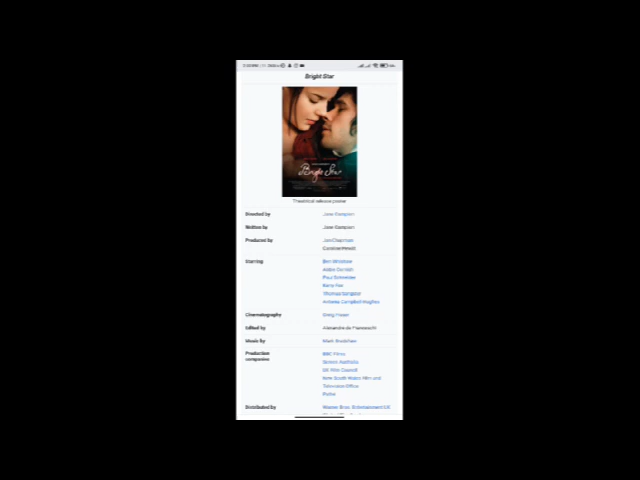 Bright Star
Bright Star
Theatrical release poster
Directed by
Jane Campion
Written by
Jane Campion
Produced by
Jan Chapman
Caroline Hewitt
Starring
Ben Whishaw
Abbie Cornish
Paul Schneider
Kerry Fox
Thomas Sangster
Antonia Campbell-Hughes
Cinematography
Greig Fraser
Edited by
Alexandre de Franceschi
Music by
Mark Bradshaw
Production
companies
BBC Films
Screen Australia
UK Film Council
New South Wales Film and
Television Office
Pathé
Distributed by
Warner Bros. Entertainment UK